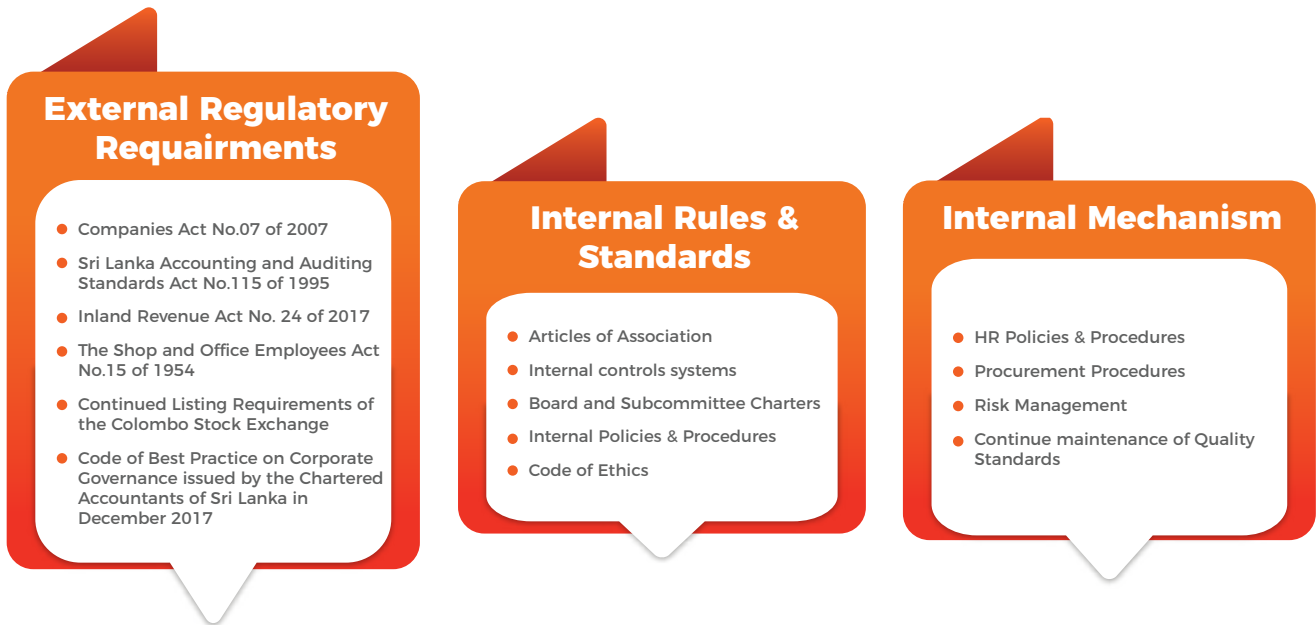 External Regulatory
Requairments
Companies Act No.07 of 2007
Sri Lanka Accounting and Auditing
Standards Act No.115 of 1995
Inland Revenue Act No. 24 of 2017
The Shop and Office Employees Act
No.15 of 1954
Continued Listing Requirements of
the Colombo Stock Exchange
Code of Best Practice on Corporate
Governance issued by the Chartered
Accountants of Sri Lanka in
December 2017
Internal Rules &
Standards
Articles of Association
Internal controls systems
Board and Subcommittee Charters
Internal Policies & Procedures
Code of Ethics
Internal Mechanism
HR Policies & Procedures
Procurement Procedures
Risk Management
Continue maintenance of Quality
Standards